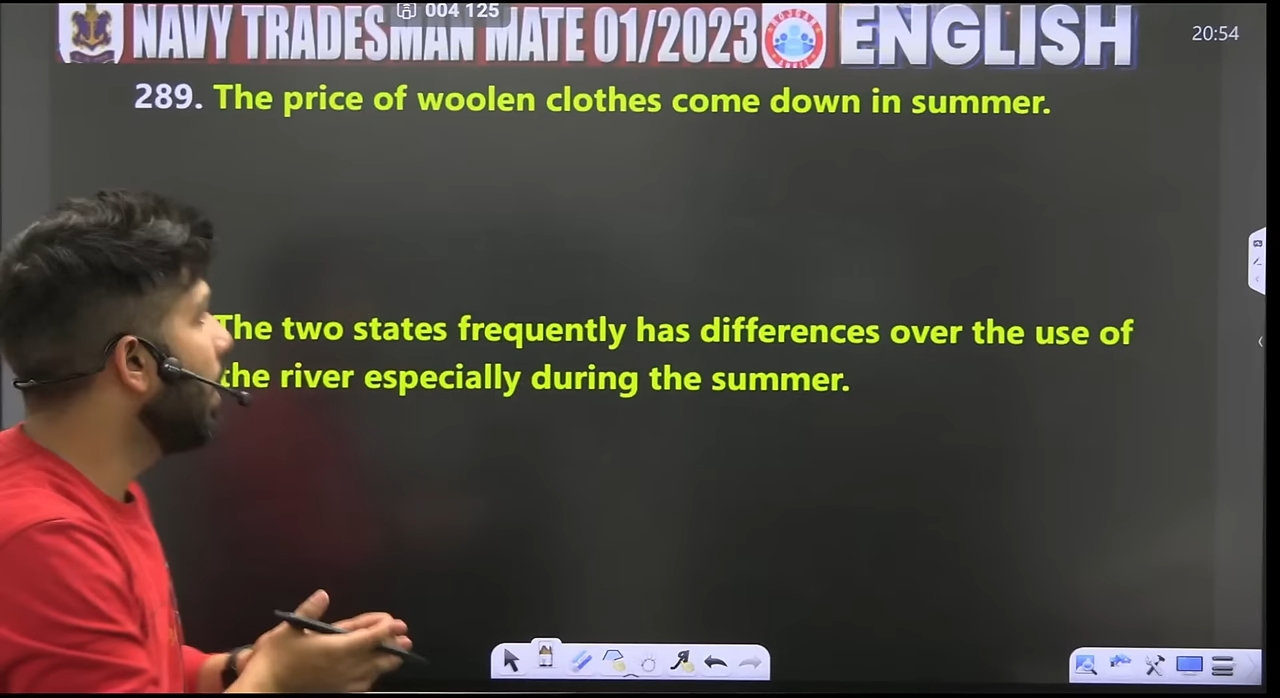 004 125
NAVY TRADESMAN MATE 01/2023 ENGLISH
20:54
289. The price of woolen clothes come down in summer.
The two states frequently has differences over the use of
the river especially during the summer.